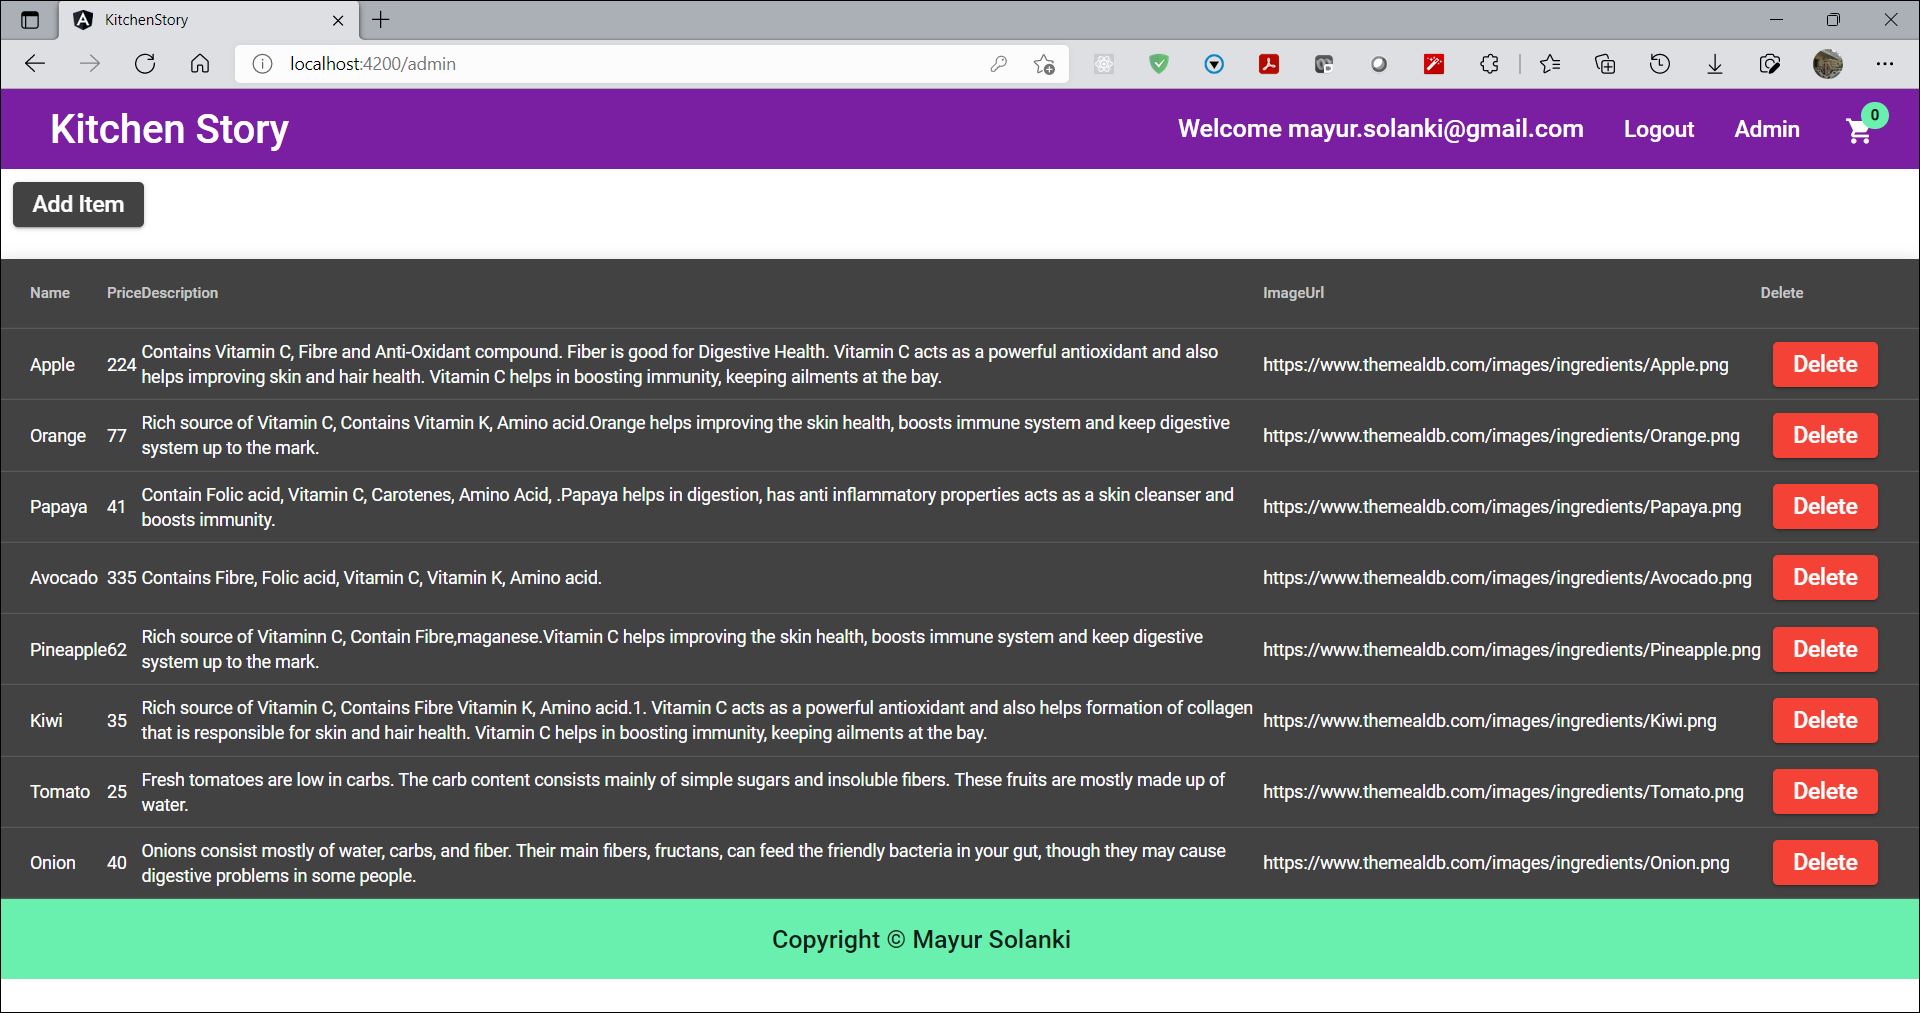 KitchenStory
localhost:4200/admin
Kitchen Story
Welcome mayur.solanki@gmail.com Logout Admin 0
Add Item
Name PriceDescription ImageUrl Delete
Contains Vitamin C, Fibre and Anti-Oxidant compound. Fiber is good for Digestive Health. Vitamin C acts as a powerful antioxidant and also
Apple 224 https://www.themealdb.com/images/ingredients/Apple.png Delete
helps improving skin and hair health. Vitamin C helps in boosting immunity, keeping ailments at the bay.
Rich source of Vitamin C, Contains Vitamin K, Amino acid.Orange helps improving the skin health, boosts immune system and keep digestive
Orange 77 https://www.themealdb.com/images/ingredients/Orange.png Delete
system up to the mark.
Contain Folic acid, Vitamin C, Carotenes, Amino Acid, .Papaya helps in digestion, has anti inflammatory properties acts as a skin cleanser and
Papaya 41 https://www.themealdb.com/images/ingredients/Papaya.png Delete
boosts immunity.
Avocado 335 Contains Fibre, Folic acid, Vitamin C, Vitamin K, Amino acid. https://www.themealdb.com/images/ingredients/Avocado.png Delete
Rich source of Vitaminn C, Contain Fibre,maganese.Vitamin C helps improving the skin health, boosts immune system and keep digestive
Pineapple62 https://www.themealdb.com/images/ingredients/Pineapple.png Delete
system up to the mark.
Rich source of Vitamin C, Contains Fibre Vitamin K, Amino acid.1. Vitamin C acts as a powerful antioxidant and also helps formation of collagen
Kiwi 35 https://www.themealdb.com/images/ingredients/Kiwi.png Delete
that is responsible for skin and hair health. Vitamin C helps in boosting immunity, keeping ailments at the bay.
Fresh tomatoes are low in carbs. The carb content consists mainly of simple sugars and insoluble fibers. These fruits are mostly made up of
Tomato 25 https://www.themealdb.com/images/ingredients/Tomato.png Delete
water.
Onions consist mostly of water, carbs, and fiber. Their main fibers, fructans, can feed the friendly bacteria in your gut, though they may cause
Onion 40 https://www.themealdb.com/images/ingredients/Onion.png Delete
digestive problems in some people.
Copyright © Mayur Solanki